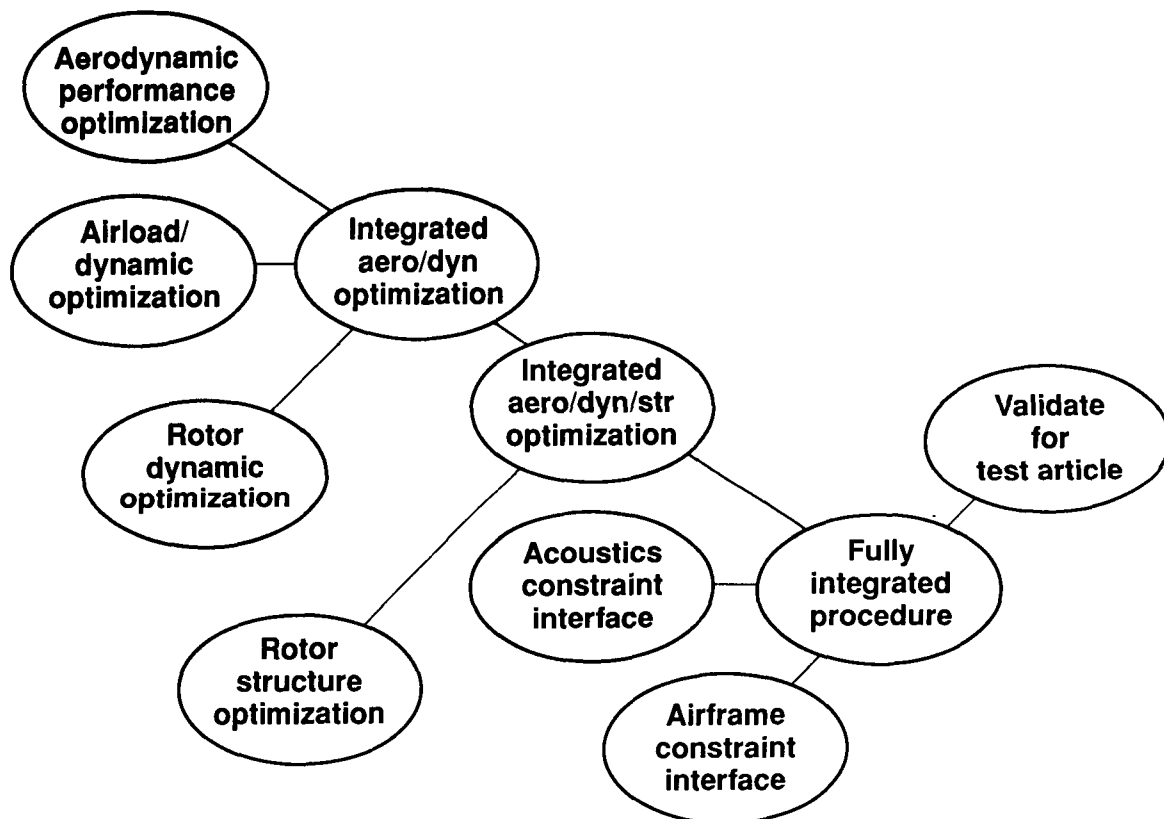 Aerodynamic
performance
optimization
Airload/
dynamic
optimization
Integrated
aero/dyn
optimization
Rotor
dynamic
optimization
Integrated
aero/dyn/str
optimization
Validate
for
test article
Acoustics
constraint
interface
Fully
integrated
procedure
Rotor
structure
optimization
Airframe
constraint
interface